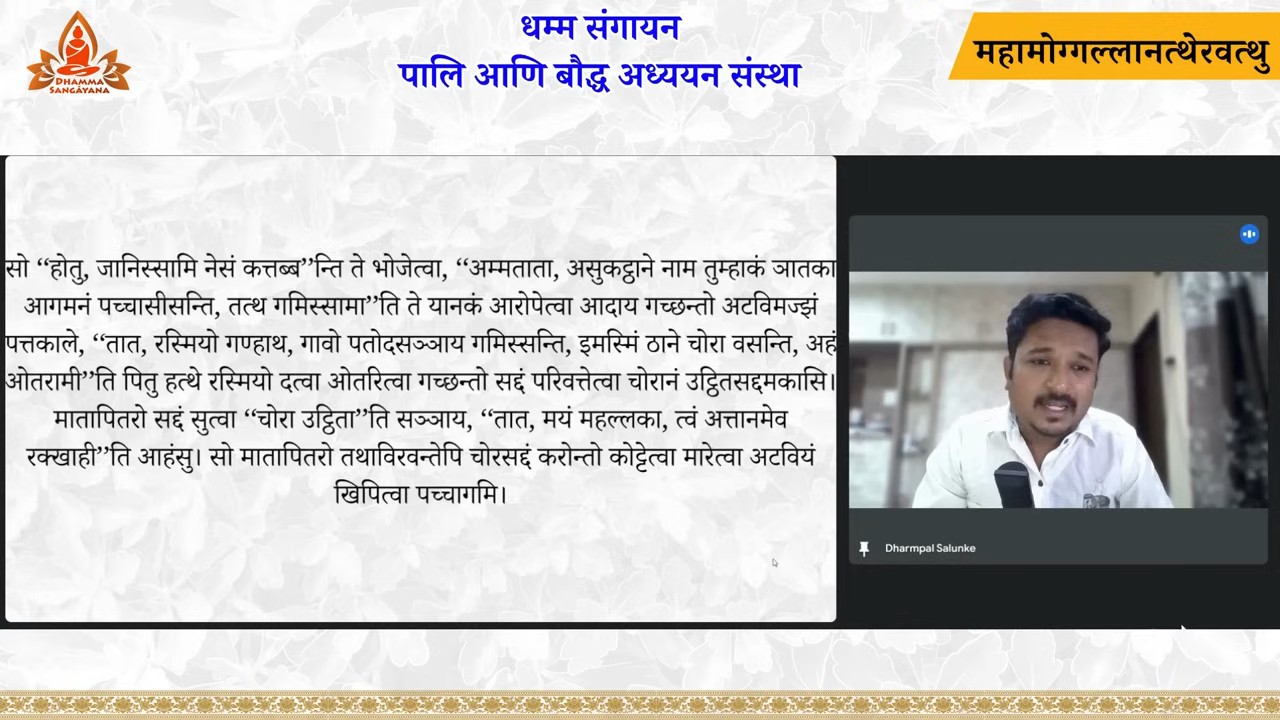 धम्म संगायन
पालि आणि बौद्ध अध्ययन संस्था
महामोग्गल्लानत्थेरवत्थु
DHAMMA
SANGĀYANA
सो ‘‘होतु, जानिस्सामि नेसं कत्तब्ब’’न्ति ते भोजेत्वा, ‘‘अम्मताता, असुकट्ठाने नाम तुम्हाकं ञातका
आगमनं पच्चासीसन्ति, तत्थ गमिस्सामा’’ति ते यानकं आरोपेत्वा आदाय गच्छन्तो अटविमज्झं
पत्तकाले, ‘‘तात, रस्मियो गण्हाथ, गावो पतोदसञ्ञाय गमिस्सन्ति, इमस्मिं ठाने चोरा वसन्ति, अहं
ओतरामी’’ति पितु हत्थे रस्मियो दत्वा ओतरित्वा गच्छन्तो सद्दं परिवत्तेत्वा चोरानं उट्ठितसद्दमकासि।
मातापितरो सद्दं सुत्वा ‘‘चोरा उट्ठिता’’ति सञ्ञाय, ‘‘तात, मयं महल्लका, त्वं अत्तानमेव
रक्खाही’’ति आहंसु। सो मातापितरो तथाविरवन्तेपि चोरसद्दं करोन्तो कोट्टेत्वा मारेत्वा अटवियं
खिपित्वा पच्चागमि।
Dharmpal Salunke